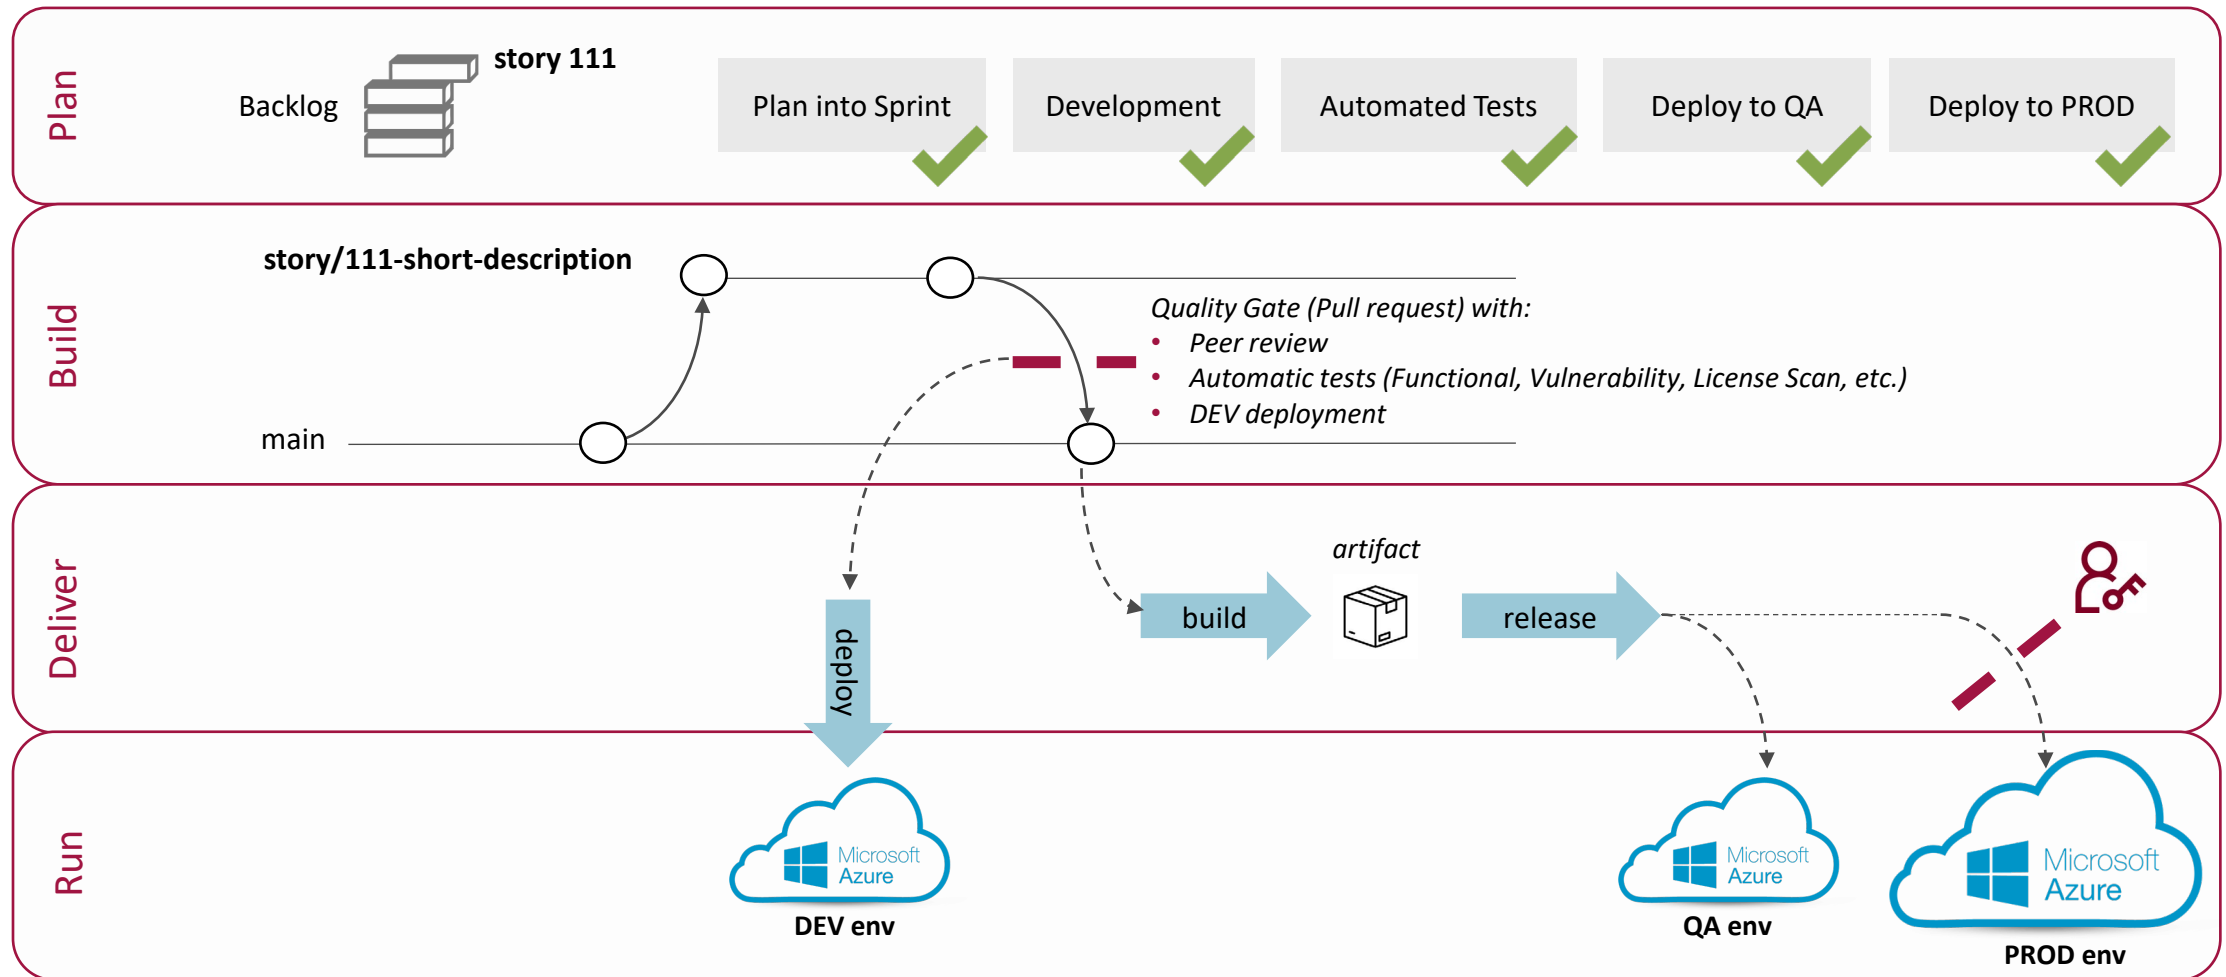 Plan
Backlog
story 111
Plan into Sprint
Development
Automated Tests
Deploy to QA
Deploy to PROD
Build
story/111-short-description
main
Quality Gate (Pull request) with:
• Peer review
• Automatic tests (Functional, Vulnerability, License Scan, etc.)
• DEV deployment
Deliver
deploy
build
artifact
release
Run
Microsoft
Azure
DEV env
Microsoft
Azure
QA env
Microsoft
Azure
PROD env